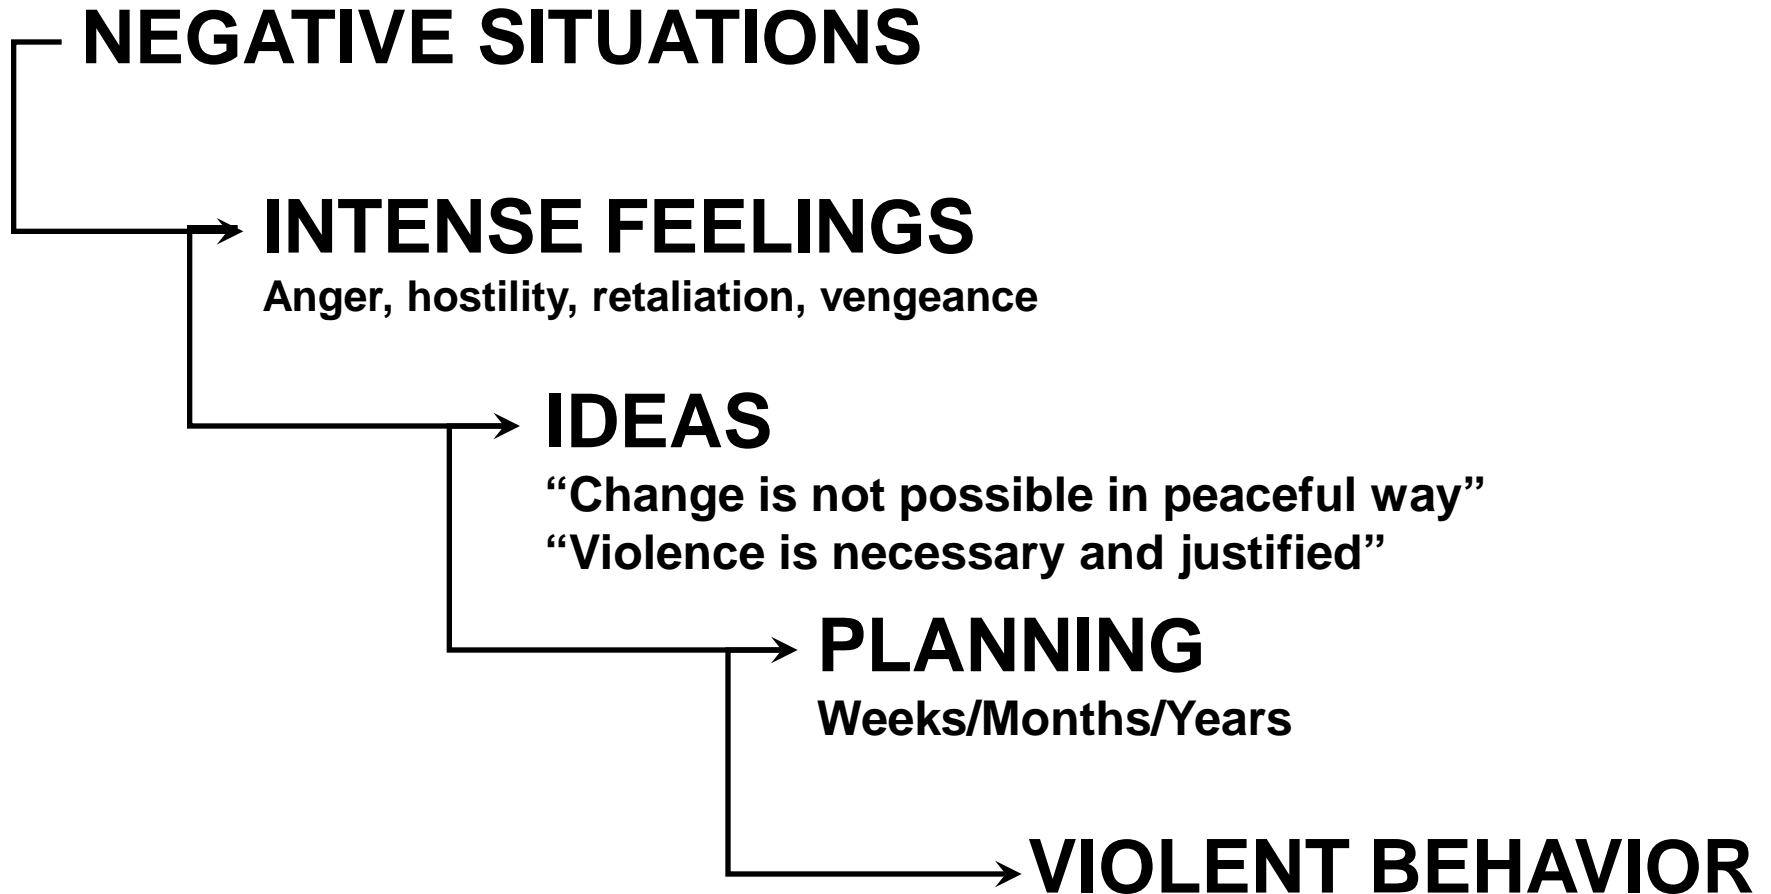 NEGATIVE SITUATIONS
INTENSE FEELINGS
Anger, hostility, retaliation, vengeance
IDEAS
“Change is not possible in peaceful way”
“Violence is necessary and justified”
PLANNING
Weeks/Months/Years
VIOLENT BEHAVIOR